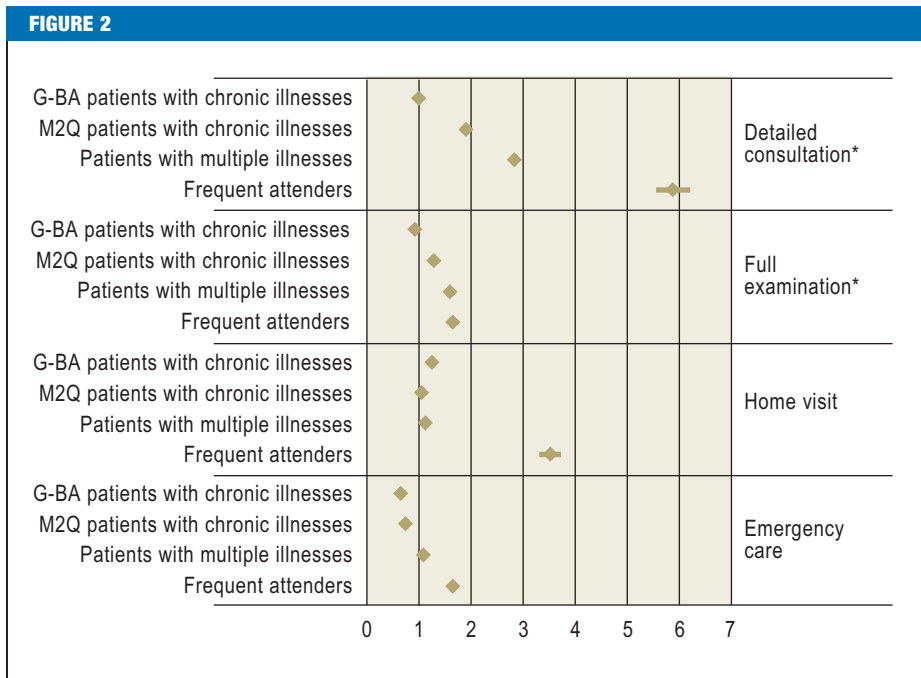 FIGURE 2
G-BA patients with chronic illnesses
M2Q patients with chronic illnesses
Patients with multiple illnesses
Frequent attenders
Detailed
consultation*
G-BA patients with chronic illnesses
M2Q patients with chronic illnesses
Patients with multiple illnesses
Frequent attenders
Full
examination*
G-BA patients with chronic illnesses
M2Q patients with chronic illnesses
Patients with multiple illnesses
Frequent attenders
Home visit
G-BA patients with chronic illnesses
M2Q patients with chronic illnesses
Patients with multiple illnesses
Frequent attenders
Emergency
care
0 1 2 3 4 5 6 7